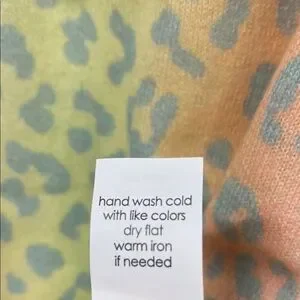 hand wash cold
with like colors
dry flat
warm iron
if needed